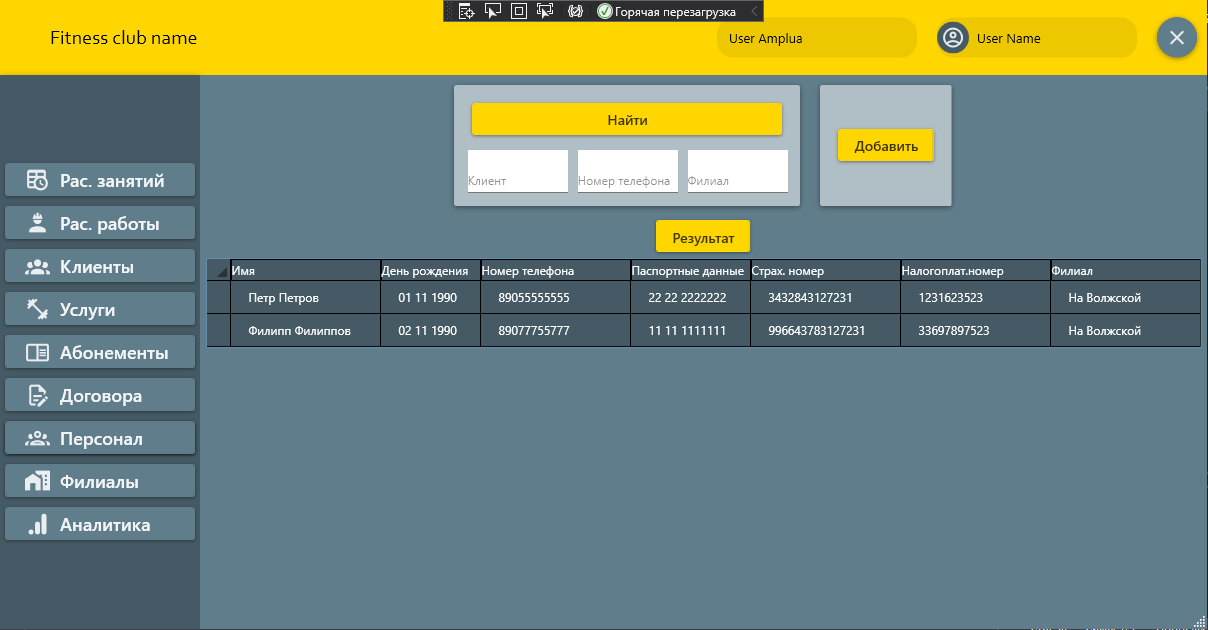 Горячая перезагрузка
Fitness club name
User Amplua
User Name
Найти
Клиент
Номер телефона
Филиал
Добавить
Рас. занятий
Рас. работы
Клиенты
Услуги
Абонементы
Договора
Персонал
Филиалы
Аналитика
Результат
Имя День рождения Номер телефона Паспортные данные Страх. номер Налогоплат.номер Филиал
Петр Петров 01 11 1990 89055555555 22 22 2222222 3432843127231 1231623523 На Волжской
Филипп Филиппов 02 11 1990 89077755777 11 11 1111111 996643783127231 33697897523 На Волжской